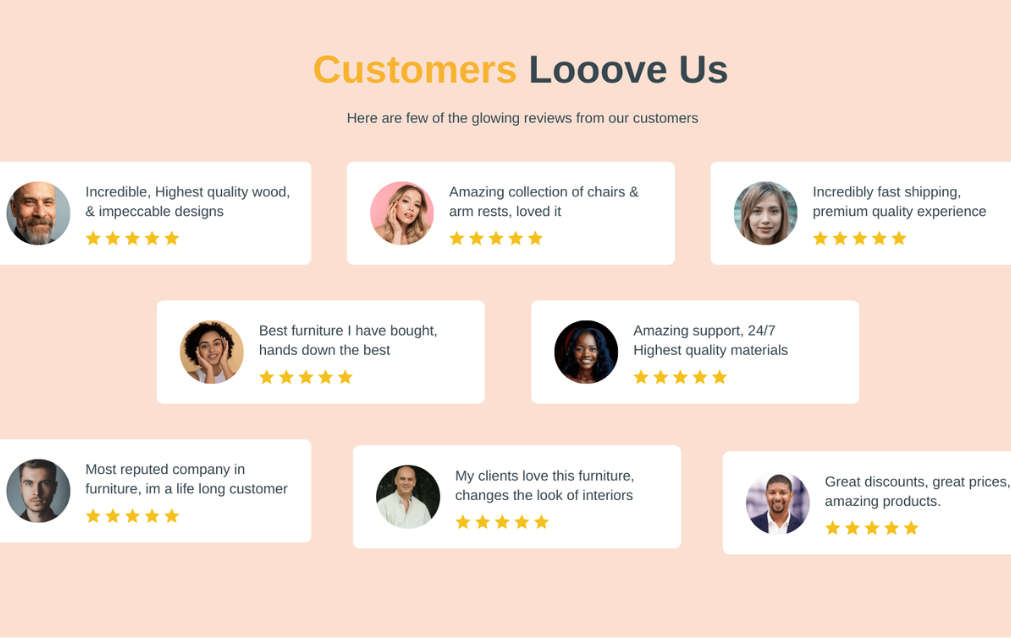 Customers Looove Us
Here are few of the glowing reviews from our customers
Incredible, Highest quality wood,
& impeccable designs
Amazing collection of chairs &
arm rests, loved it
Incredibly fast shipping,
premium quality experience
Best furniture I have bought,
hands down the best
Amazing support, 24/7
Highest quality materials
Most reputed company in
furniture, im a life long customer
My clients love this furniture,
changes the look of interiors
Great discounts, great prices,
amazing products.